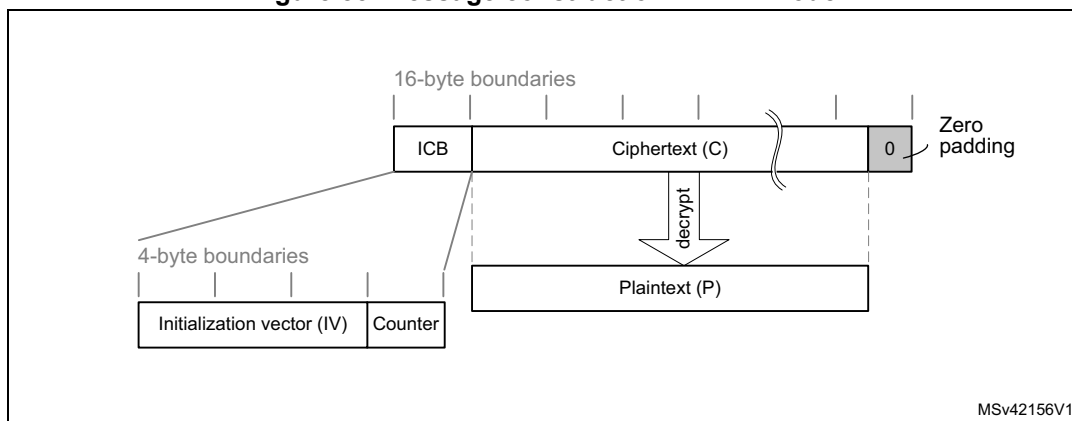 16-byte boundaries
ICB
Ciphertext (C)
0
Zero
padding
decrypt
4-byte boundaries
Plaintext (P)
Initialization vector (IV)
Counter
MSv42156V1